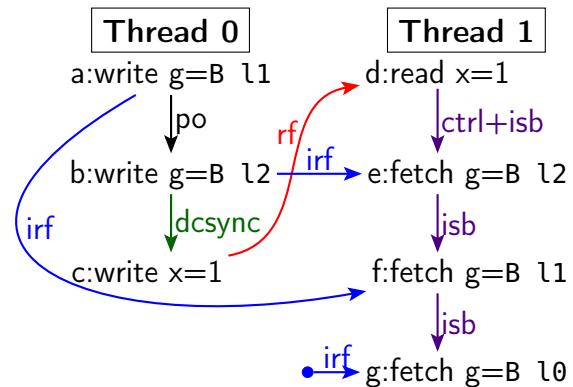 Thread 0
Thread 1
a:write g=B l1
d:read x=1
po
rf
ctrl+isb
b:write g=B l2
irf
e:fetch g=B l2
irf
dcsync
isb
c:write x=1
f:fetch g=B l1
isb
irf
g:fetch g=B l0